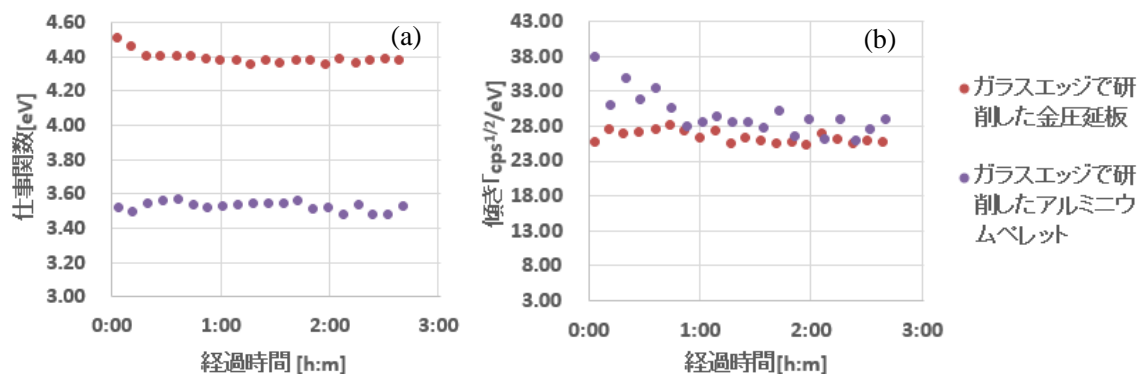 4.60
4.40
4.20
4.00
3.80
3.60
3.40
3.20
3.00
仕事関数[eV]
(a)
0:00
1:00
2:00
3:00
経過時間 [h:m]
43.00
38.00
33.00
28.00
23.00
18.00
13.00
8.00
3.00
傾き「cps1/2/eV]
(b)
0:00
1:00
2:00
3:00
経過時間[h:m]
ガラスエッジで研
削した金圧延板
ガラスエッジで研
削したアルミニウ
ムペレット